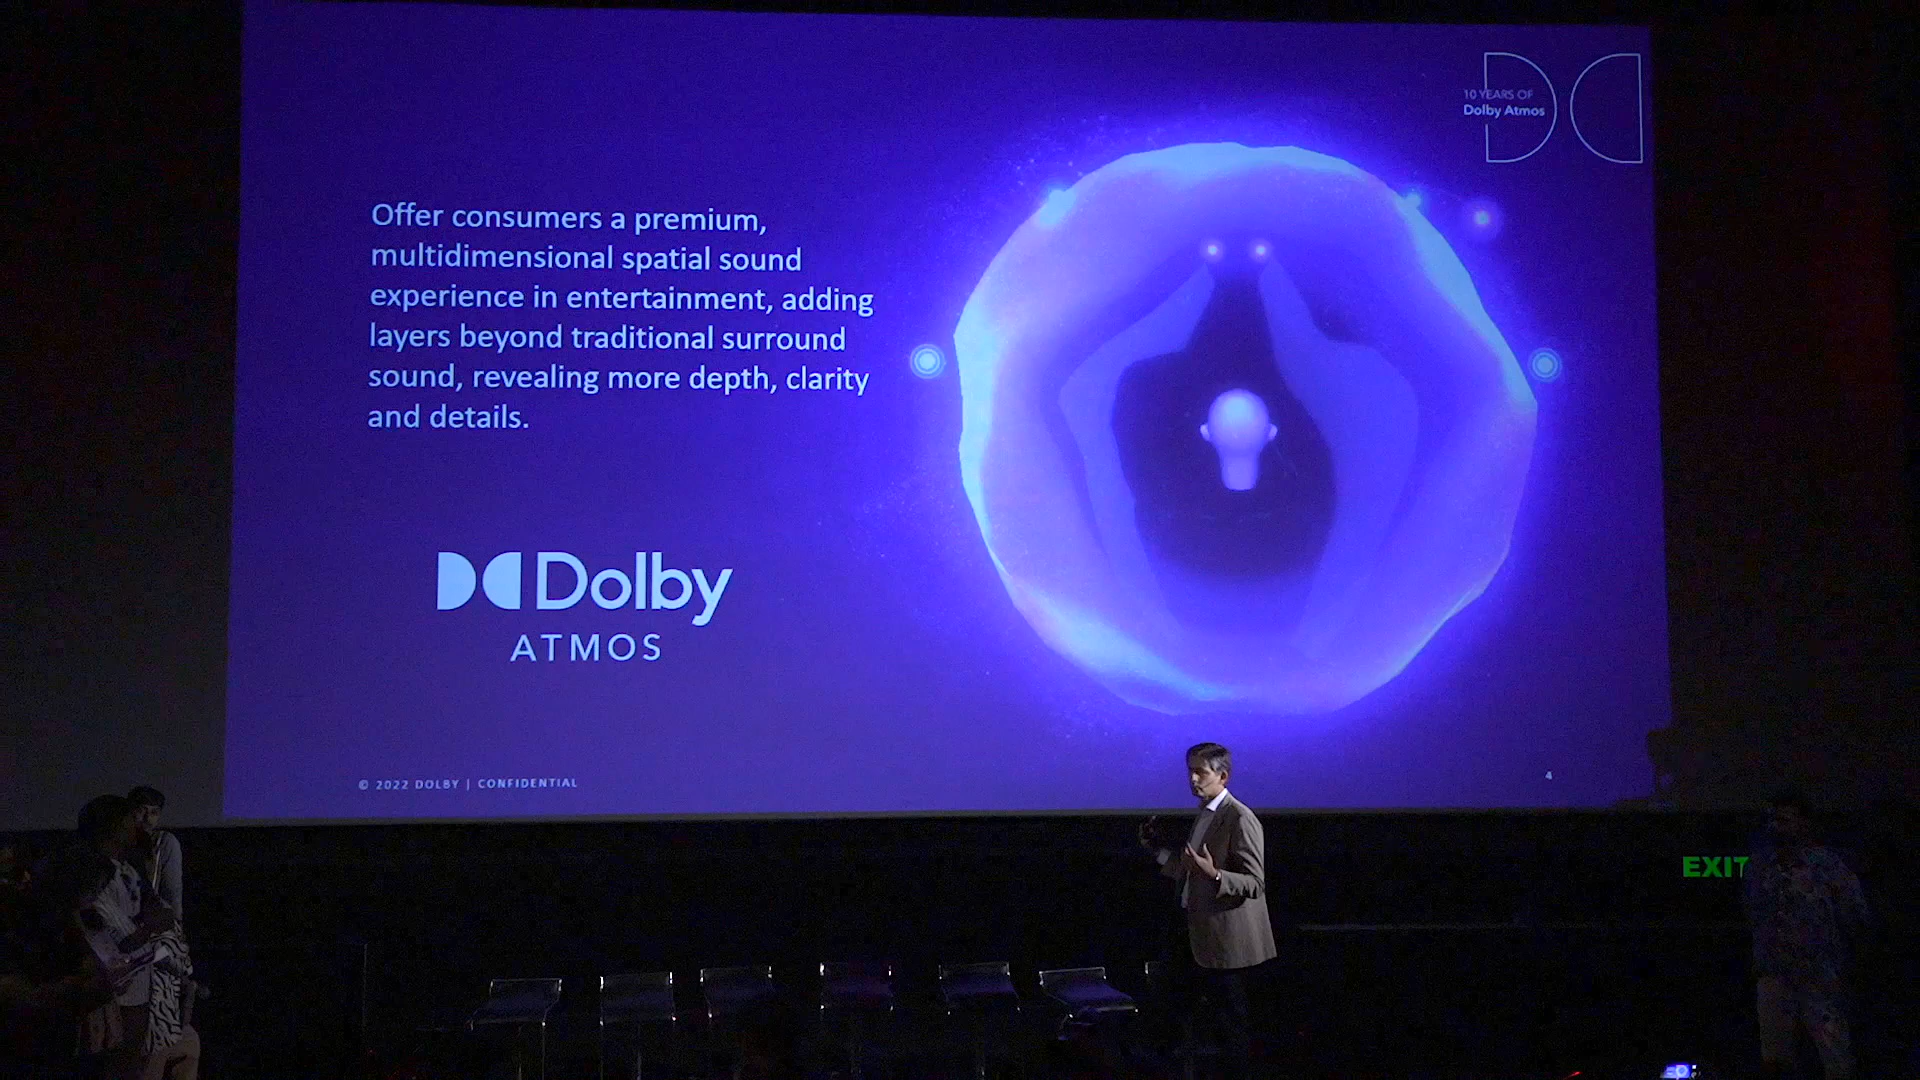 10 YEARS OF
Dolby Atmos
Offer consumers a premium,
multidimensional spatial sound
experience in entertainment, adding
layers beyond traditional surround
sound, revealing more depth, clarity
and details.
Dolby
ATMOS
© 2022 DOLBY | CONFIDENTIAL
4
EXIT